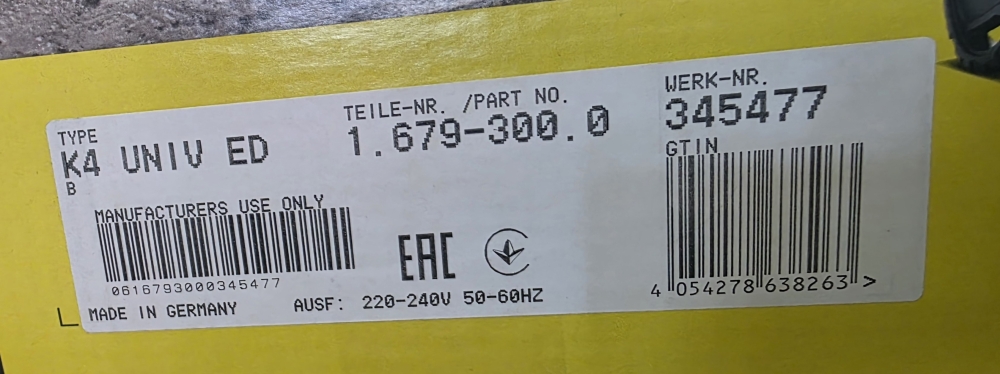 TYPE
K4 UNIV ED
B
TEILE-NR. /PART NO.
1.679-300.0
WERK-NR.
345477
GTIN
MANUFACTURERS USE ONLY
0616793000345477
EAC
4 054278 638263 >
MADE IN GERMANY
AUSF: 220-240V 50-60HZ